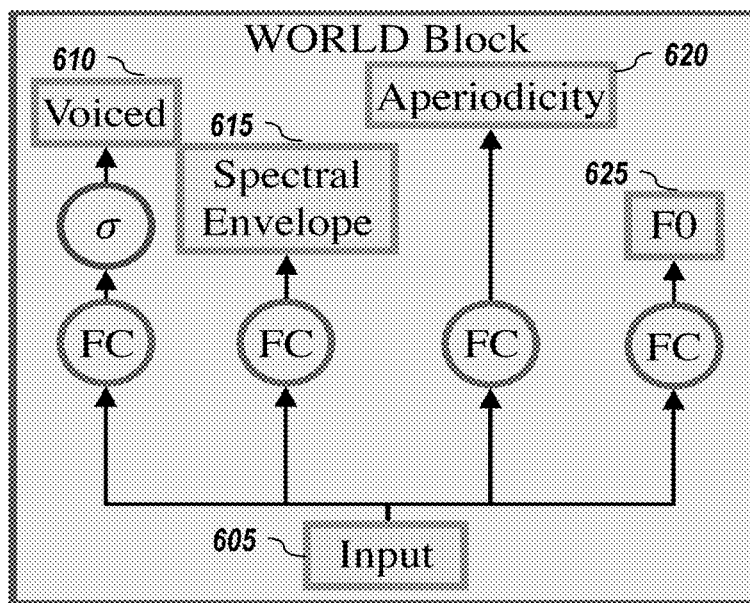 WORLD Block
610
Voiced
620
Aperiodicity
615
Spectral
Envelope
625
F0
σ
FC
FC
FC
FC
605
Input